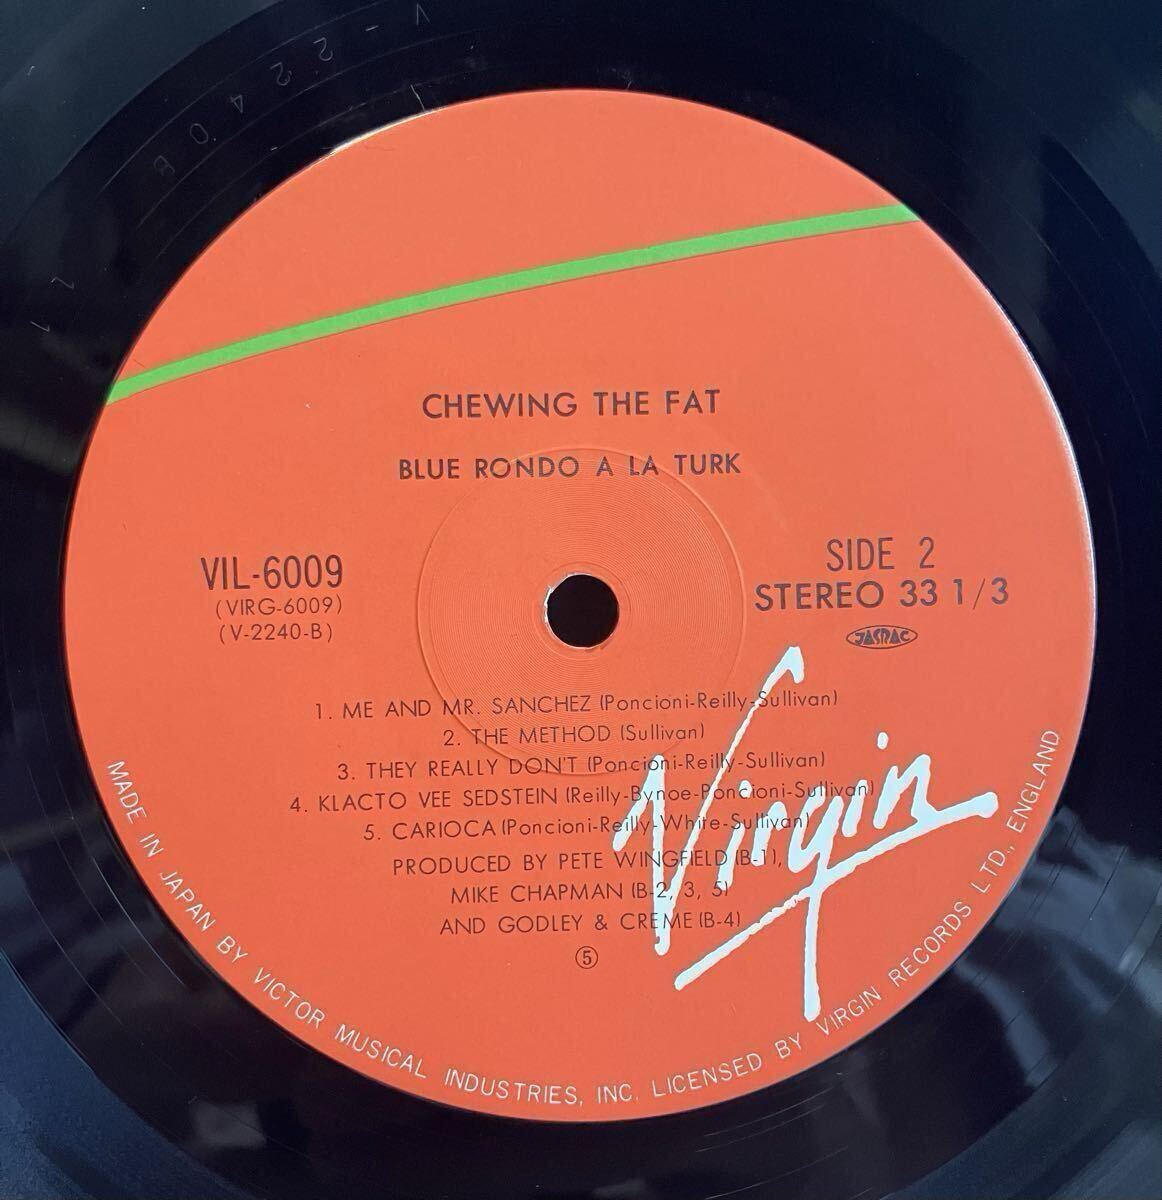 V-2240B
CHEWING THE FAT
BLUE RONDO A LA TURK
VIL-6009
(VIRG-6009)
(V-2240-B)
SIDE 2
STEREO 33 1/3
JASRAC
1. ME AND MR. SANCHEZ (Poncioni-Reilly-Sullivan)
2. THE METHOD (Sullivan)
3. THEY REALLY DON'T (Poncioni-Reilly-Sullivan)
4. KLACTO VEE SEDSTEIN (Reilly-Bynoe-Poncioni-Sullivan)
5. CARIOCA (Poncioni-Reilly-White-Sullivan)
PRODUCED BY PETE WINGFIELD (B-1),
MIKE CHAPMAN (B-2, 3, 5)
AND GODLEY & CREME (B-4)
⑤
Virgin
MADE IN JAPAN BY VICTOR MUSICAL INDUSTRIES, INC. LICENSED BY VIRGIN RECORDS LTD., ENGLAND